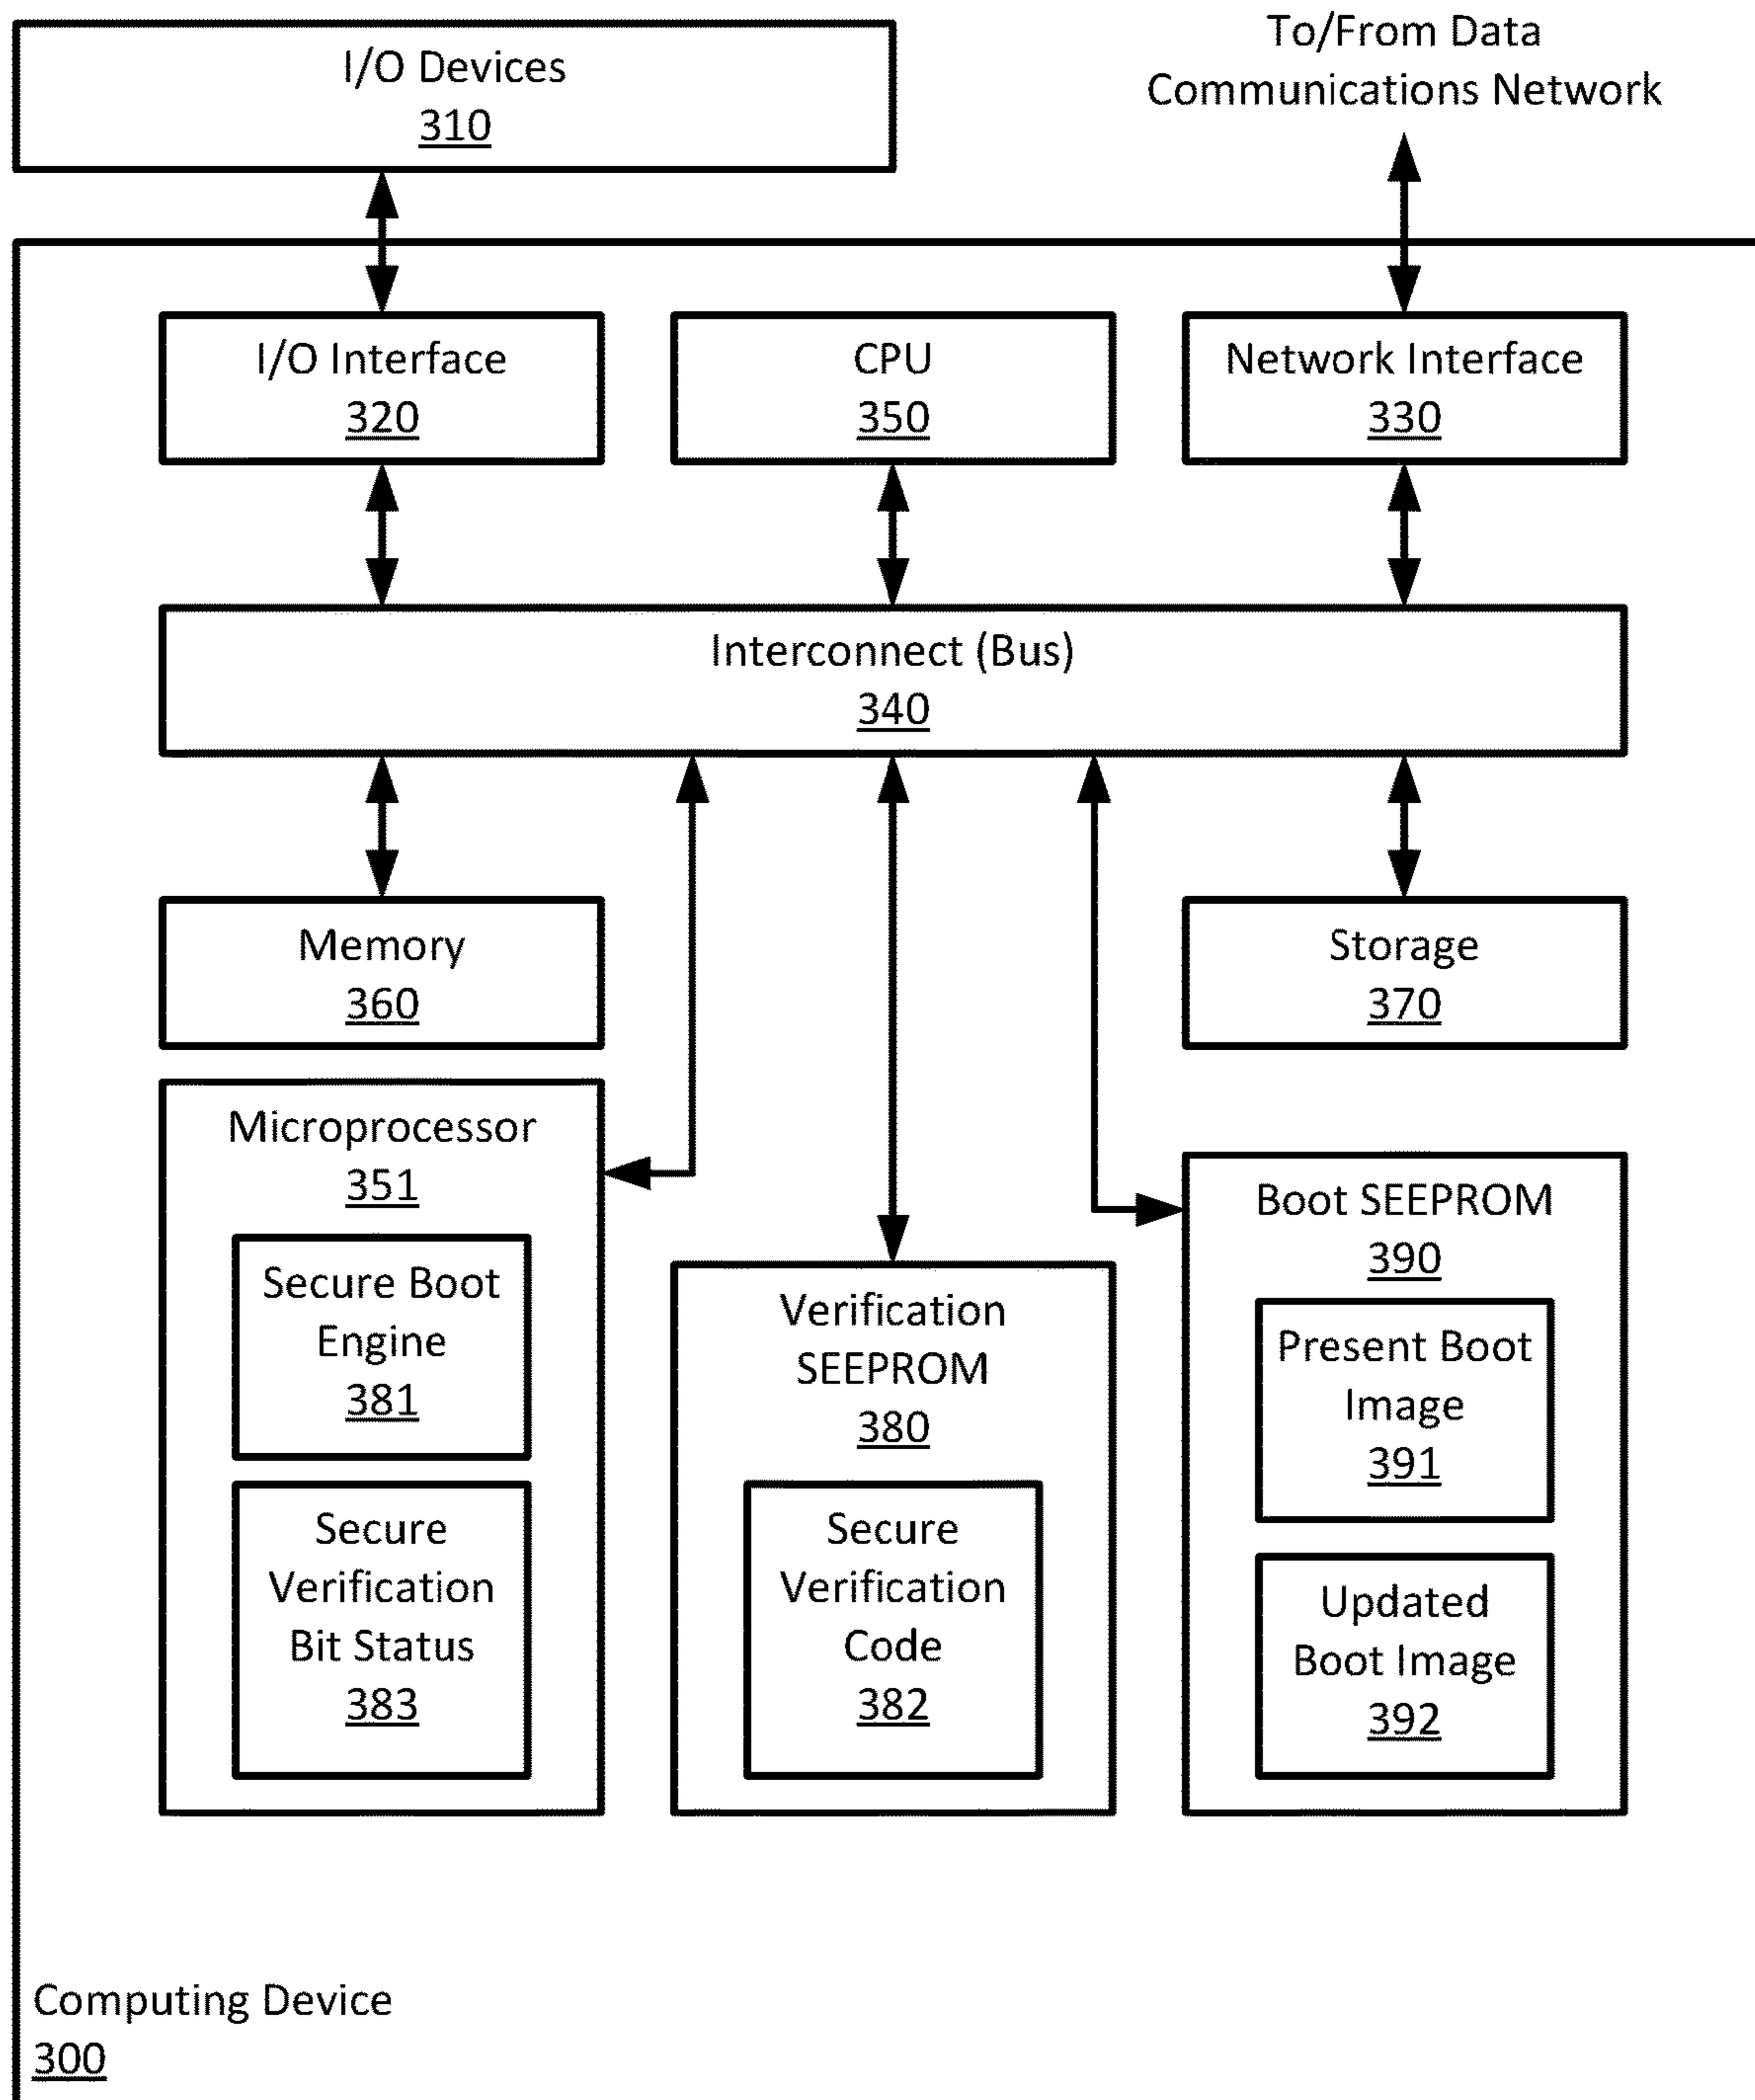 I/O Devices
310
To/From Data
Communications Network
I/O Interface
320
CPU
350
Network Interface
330
Interconnect (Bus)
340
Memory
360
Storage
370
Microprocessor
351
Secure Boot
Engine
381
Secure
Verification
Bit Status
383
Verification
SEEPROM
380
Secure
Verification
Code
382
Boot SEEPROM
390
Present Boot
Image
391
Updated
Boot Image
392
Computing Device
300